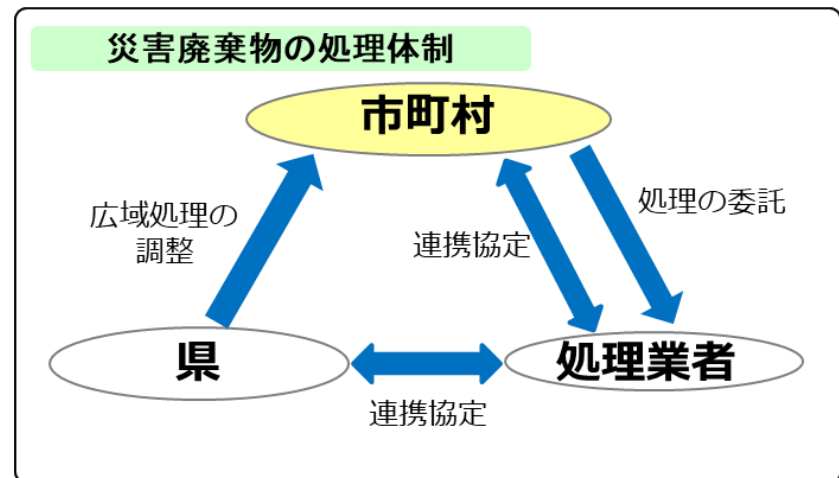 災害廃棄物の処理体制
市町村
広域処理の
調整
連携協定
処理の委託
県
処理業者
連携協定